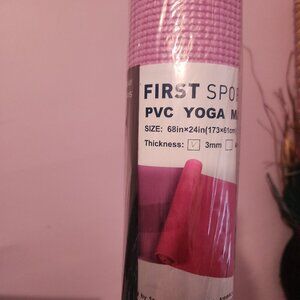 FIRST SPO
PVC YOGA M
SIZE: 68in×24in(173×61cm
Thickness: ☑ 3mm ☐